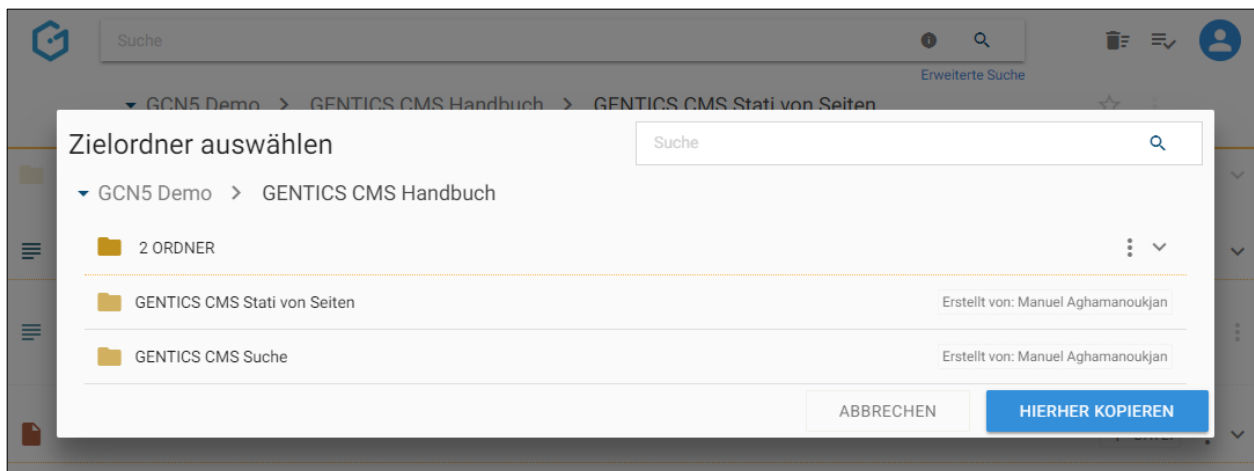 Suche
Erweiterte Suche
GCN5 Demo > GENTICS CMS Handbuch > GENTICS CMS Stati von Seiten
Zielordner auswählen
Suche
GCN5 Demo > GENTICS CMS Handbuch
2 ORDNER
GENTICS CMS Stati von Seiten Erstellt von: Manuel Aghamanoukjan
GENTICS CMS Suche Erstellt von: Manuel Aghamanoukjan
ABBRECHEN HIERHER KOPIEREN